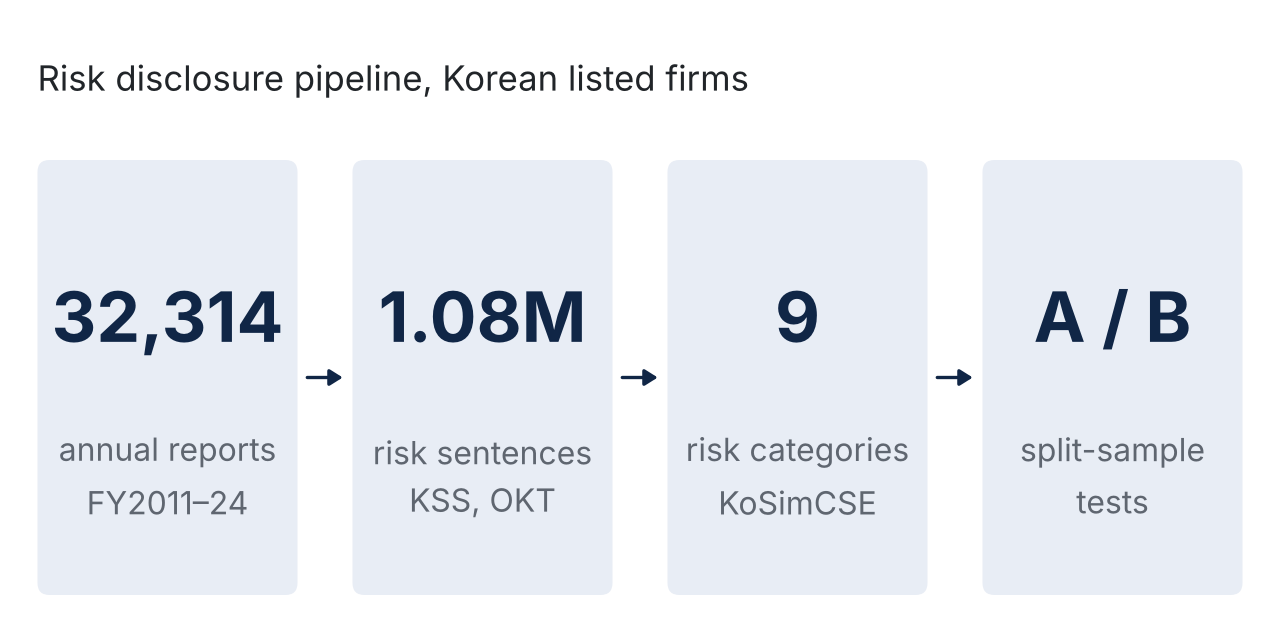 Risk disclosure pipeline, Korean listed firms
32,314
annual reports
FY2011–24
1.08M
risk sentences
KSS, OKT
9
risk categories
KoSimCSE
A / B
split-sample
tests